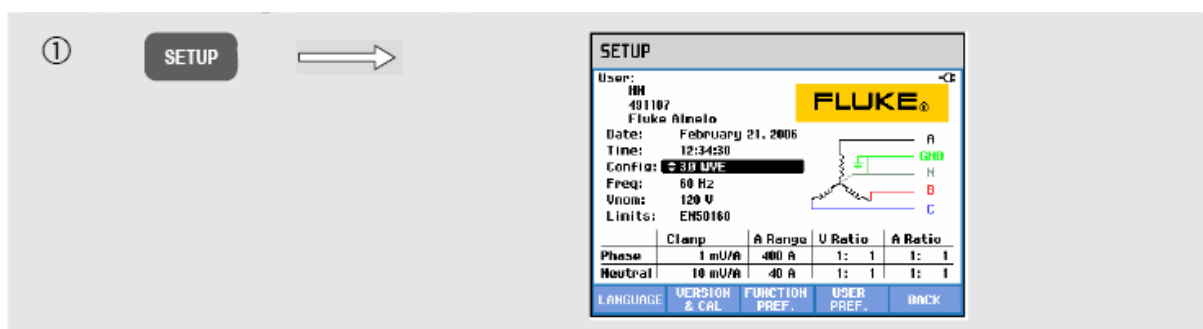 ①
SETUP
SETUP
User:
HH
491107
Fluke Almelo
FLUKE®
Date: February 21, 2006
Time: 12:34:30
Config: 3.0 WYE
Freq: 60 Hz
Vnom: 120 V
Limits: EN50160
A
GND
N
B
C
Clamp A Range V Ratio A Ratio
Phase 1 mV/A 400 A 1: 1 1: 1
Neutral 10 mV/A 40 A 1: 1 1: 1
LANGUAGE
VERSION & CAL
FUNCTION PREF.
USER PREF.
BACK